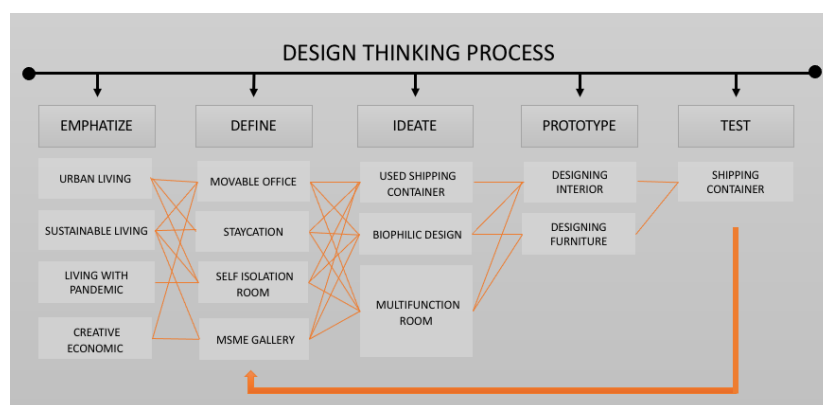 DESIGN THINKING PROCESS
EMPHATIZE
DEFINE
IDEATE
PROTOTYPE
TEST
URBAN LIVING
MOVABLE OFFICE
USED SHIPPING
CONTAINER
DESIGNING
INTERIOR
SHIPPING
CONTAINER
SUSTAINABLE LIVING
STAYCATION
BIOPHILIC DESIGN
DESIGNING
FURNITURE
LIVING WITH
PANDEMIC
SELF ISOLATION
ROOM
MULTIFUNCTION
ROOM
CREATIVE
ECONOMIC
MSME GALLERY